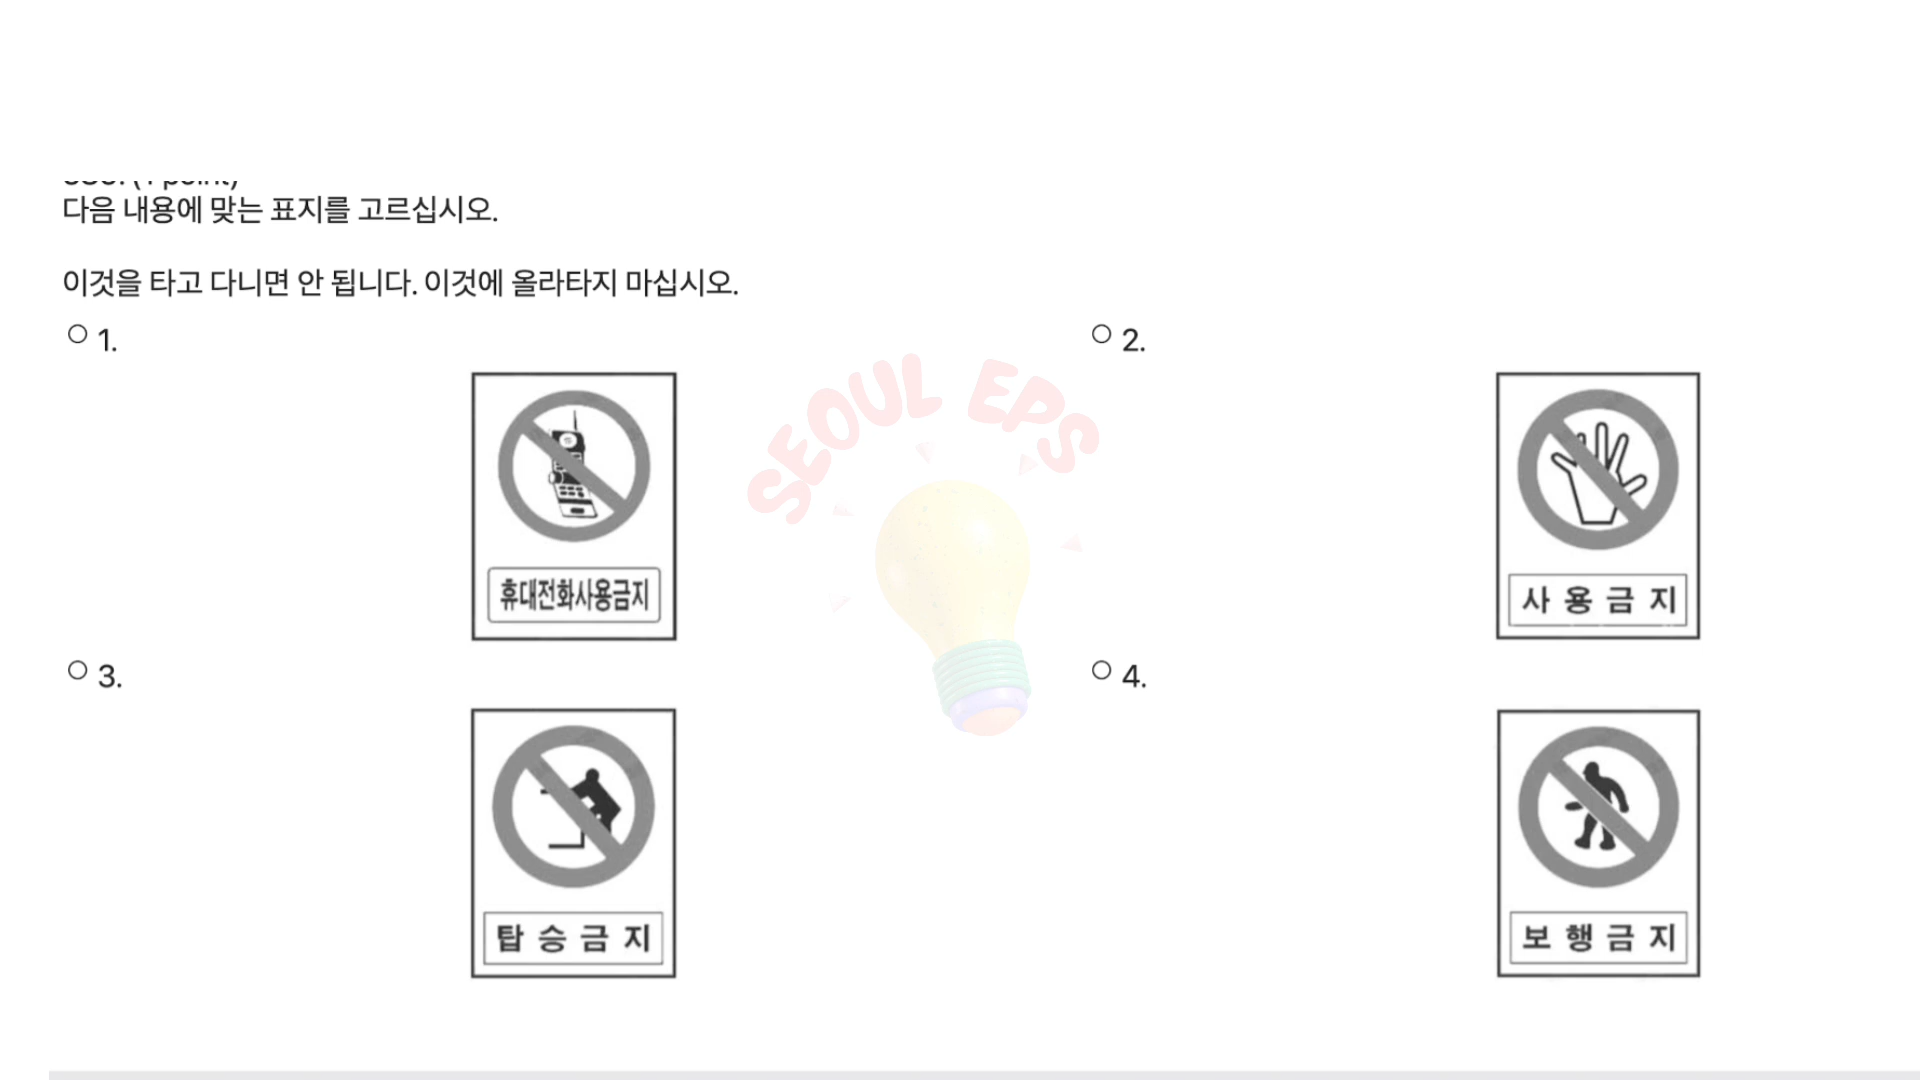 다음 내용에 맞는 표지를 고르십시오.
이것을 타고 다니면 안 됩니다. 이것에 올라타지 마십시오.
1.
휴대전화사용금지
2.
사용금지
3.
탑승금지
4.
보행금지
SEOUL EPS